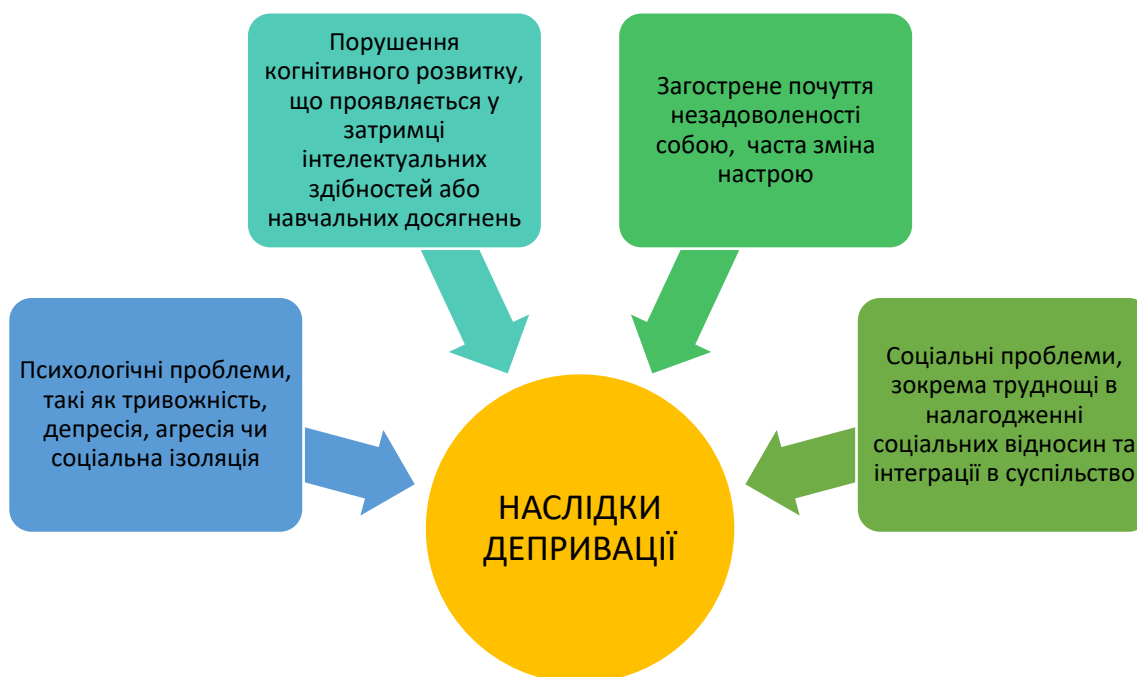 Порушення
когнітивного розвитку,
що проявляється у
затримці
інтелектуальних
здібностей або
навчальних досягнень
Загострене почуття
незадоволеності
собою, часта зміна
настрою
Психологічні проблеми,
такі як тривожність,
депресія, агресія чи
соціальна ізоляція
Соціальні проблеми,
зокрема труднощі в
налагодженні
соціальних відносин та
інтеграції в суспільство
НАСЛІДКИ
ДЕПРИВАЦІЇ